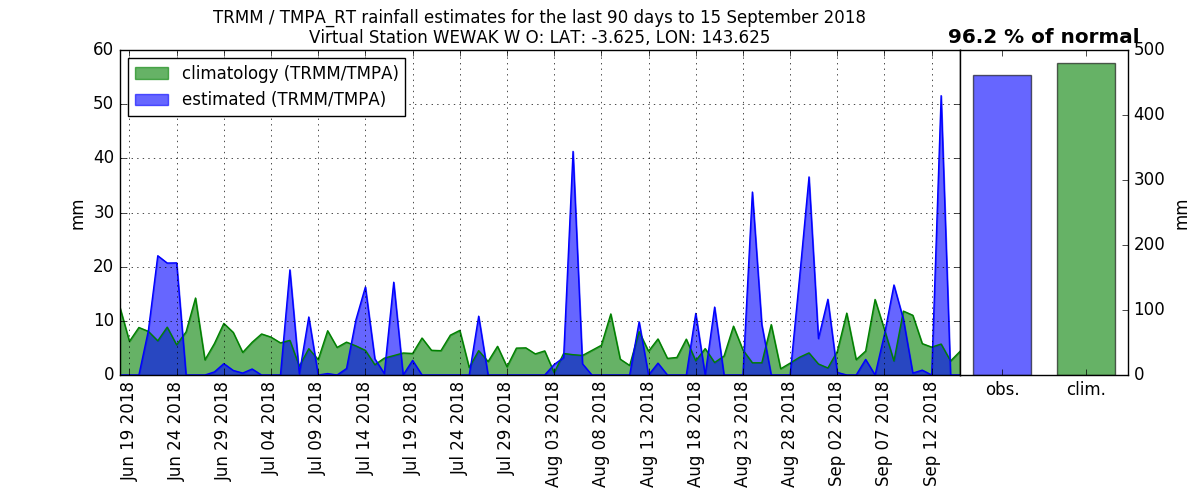 TRMM / TMPA_RT rainfall estimates for the last 90 days to 15 September 2018
Virtual Station WEWAK W O: LAT: -3.625, LON: 143.625
96.2 % of normal
climatology (TRMM/TMPA)
estimated (TRMM/TMPA)
60
50
40
30
20
10
0
mm
Jun 19 2018
Jun 24 2018
Jun 29 2018
Jul 04 2018
Jul 09 2018
Jul 14 2018
Jul 19 2018
Jul 24 2018
Jul 29 2018
Aug 03 2018
Aug 08 2018
Aug 13 2018
Aug 18 2018
Aug 23 2018
Aug 28 2018
Sep 02 2018
Sep 07 2018
Sep 12 2018
500
400
300
200
100
0
mm
obs.
clim.